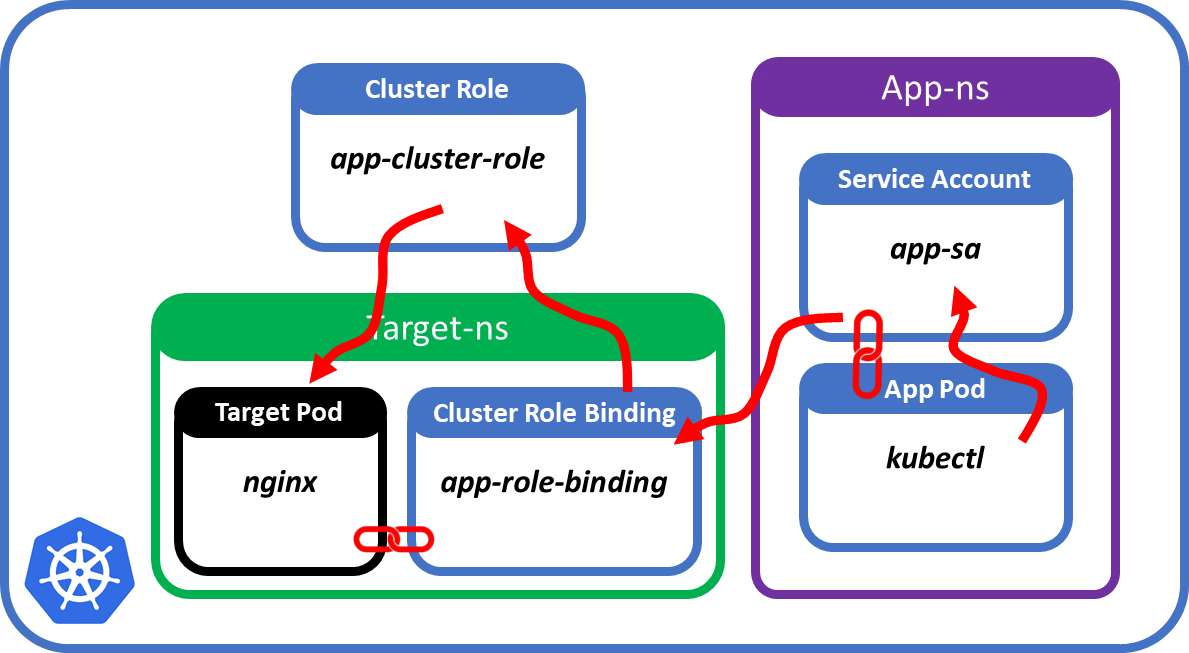 Cluster Role
app-cluster-role
App-ns
Service Account
app-sa
Target-ns
Target Pod
nginx
Cluster Role Binding
app-role-binding
App Pod
kubectl